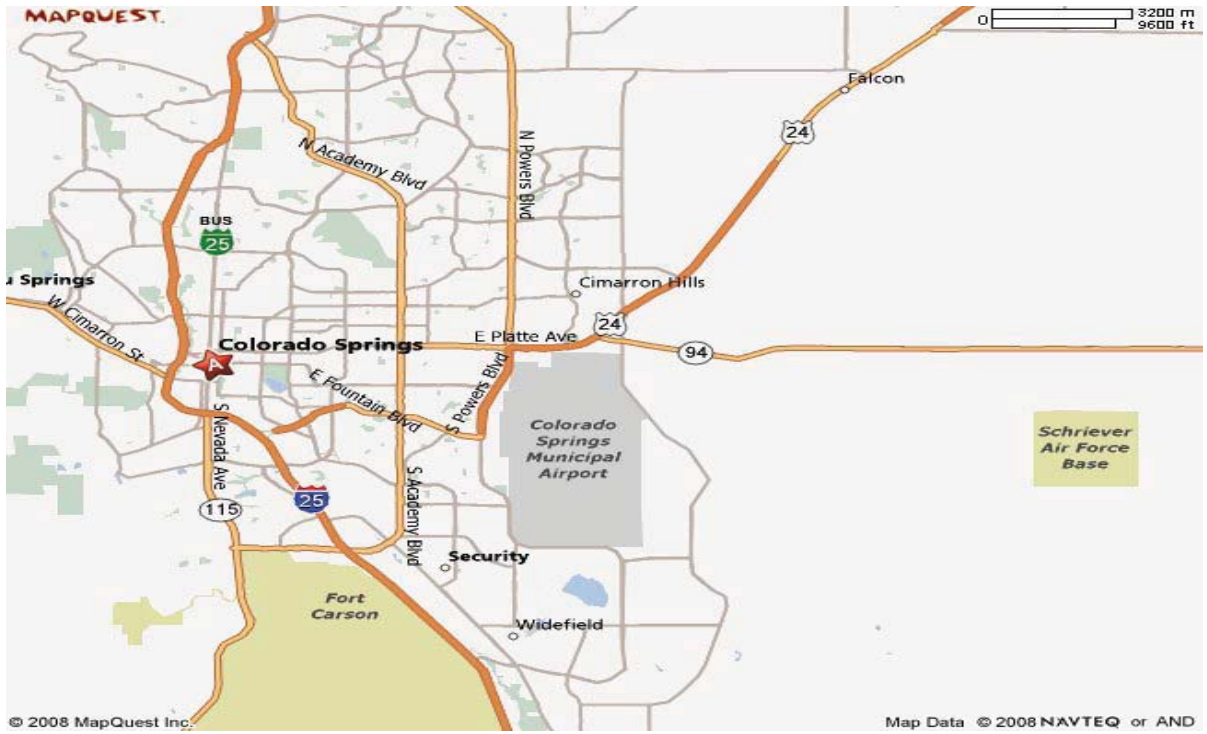 MAPQUEST.
0
3200 m
9600 ft
Falcon
24
N Academy Blvd
N Powers Blvd
BUS
25
u Springs
Cimarron Hills
W Cimarron St
24
E Platte Ave
Colorado Springs
94
A
E Fountain Blvd
S Powers Blvd
S Nevada Ave
Colorado
Springs
Municipal
Airport
Schriever
Air Force
Base
S Academy Blvd
25
115
Security
Fort
Carson
Widefield
© 2008 MapQuest Inc.
Map Data © 2008 NAVTEQ or AND